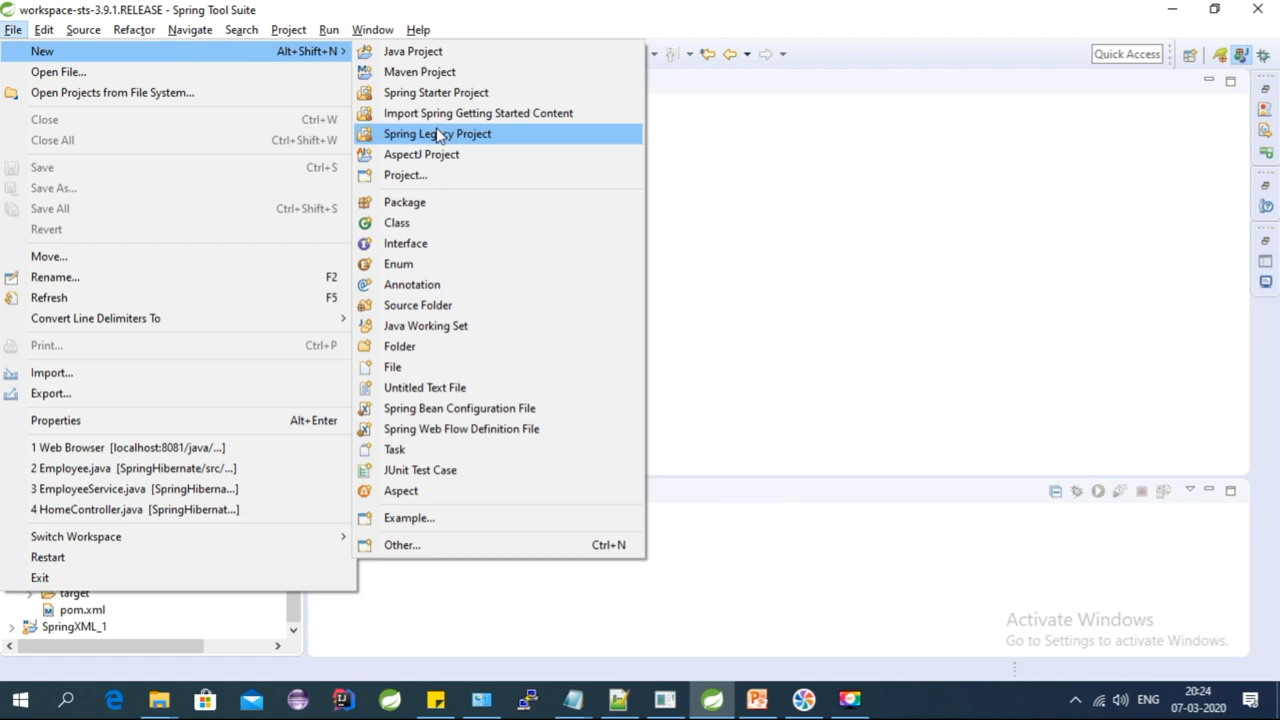 workspace-sts-3.9.1.RELEASE - Spring Tool Suite
File Edit Source Refactor Navigate Search Project Run Window Help
Quick Access
New Alt+Shift+N
Open File...
Open Projects from File System...
Close Ctrl+W
Close All Ctrl+Shift+W
Save Ctrl+S
Save As...
Save All Ctrl+Shift+S
Revert
Move...
Rename... F2
Refresh F5
Convert Line Delimiters To
Print... Ctrl+P
Import...
Export...
Properties Alt+Enter
1 Web Browser [localhost:8081/java/...]
2 Employee.java [SpringHibernate/src/...]
3 EmployeeService.java [SpringHiberna...]
4 HomeController.java [SpringHibernat...]
Switch Workspace
Restart
Exit
Java Project
Maven Project
Spring Starter Project
Import Spring Getting Started Content
Spring Legacy Project
AspectJ Project
Project...
Package
Class
Interface
Enum
Annotation
Source Folder
Java Working Set
Folder
File
Untitled Text File
Spring Bean Configuration File
Spring Web Flow Definition File
Task
JUnit Test Case
Aspect
Example...
Other... Ctrl+N
target
pom.xml
SpringXML_1
Activate Windows
Go to Settings to activate Windows.
ENG
20:24
07-03-2020